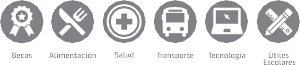 Becas
Alimentación
Salud
Transporte
Tecnología
Útiles
Escolares